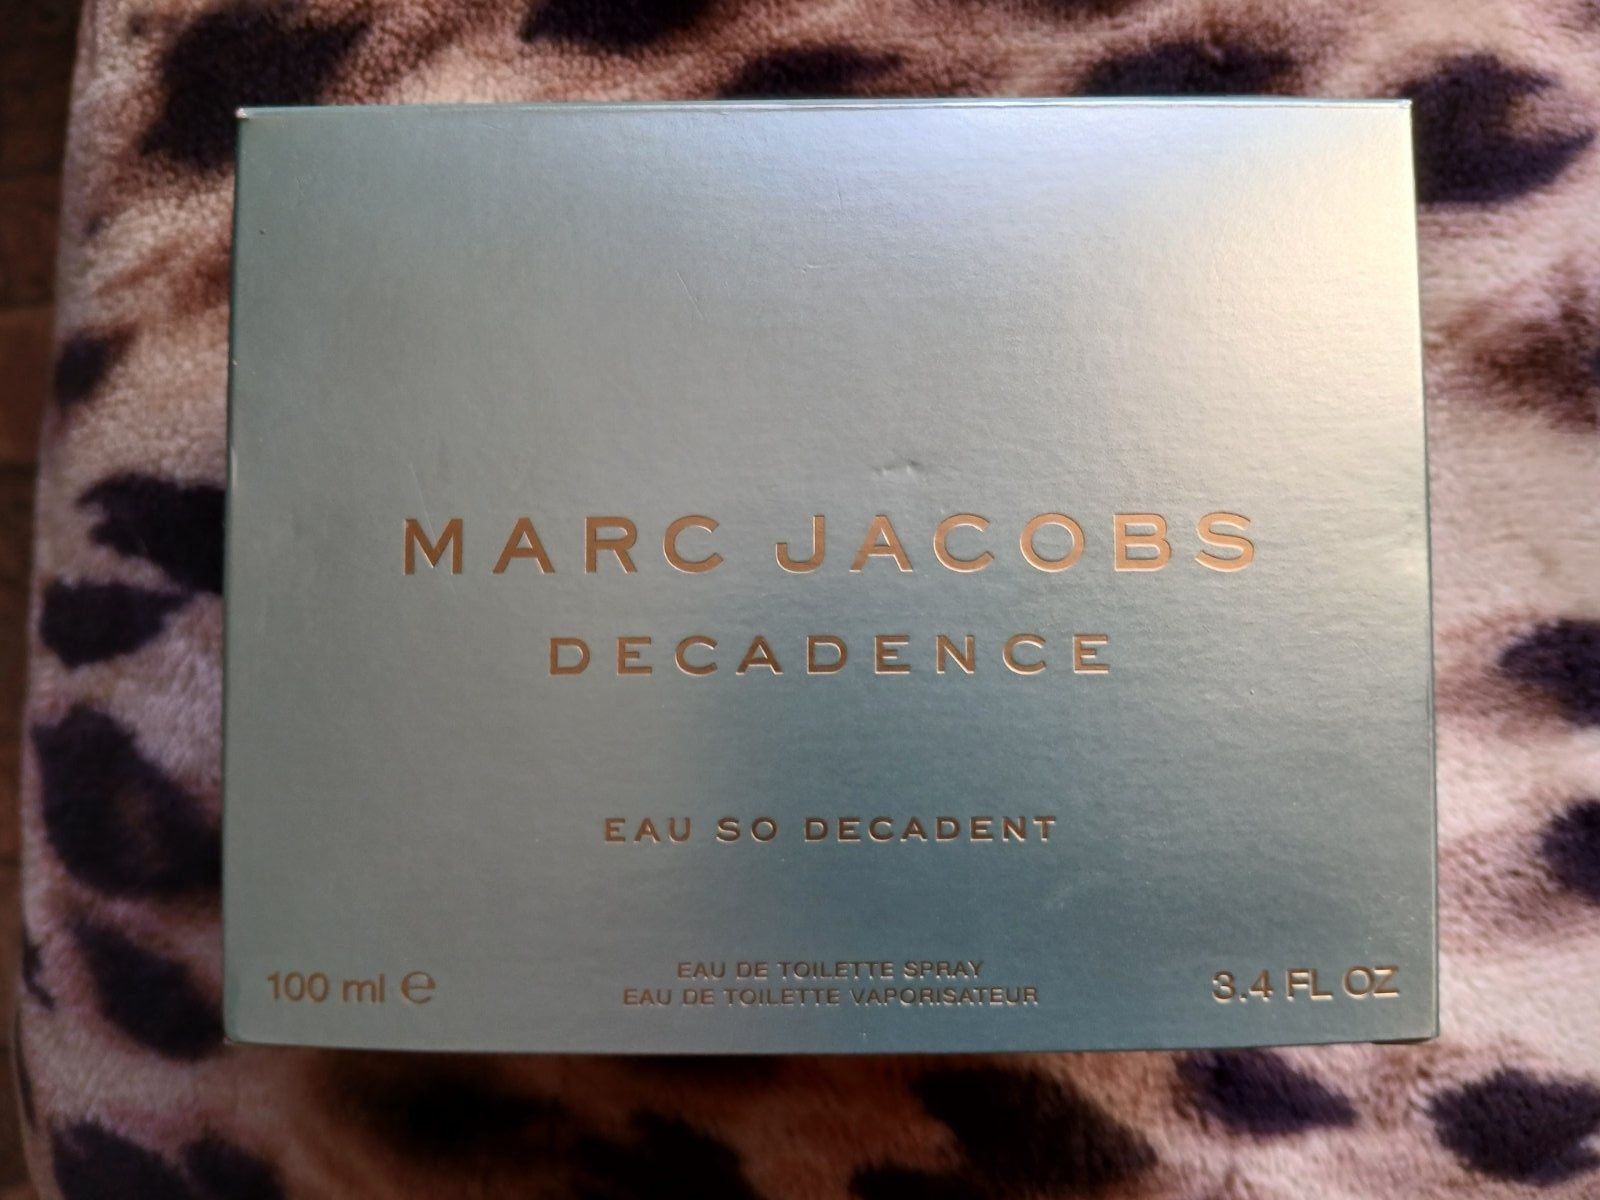 MARC JACOBS
DECADENCE
EAU SO DECADENT
EAU DE TOILETTE SPRAY
100 ml ℮ EAU DE TOILETTE VAPORISATEUR 3.4 FL OZ